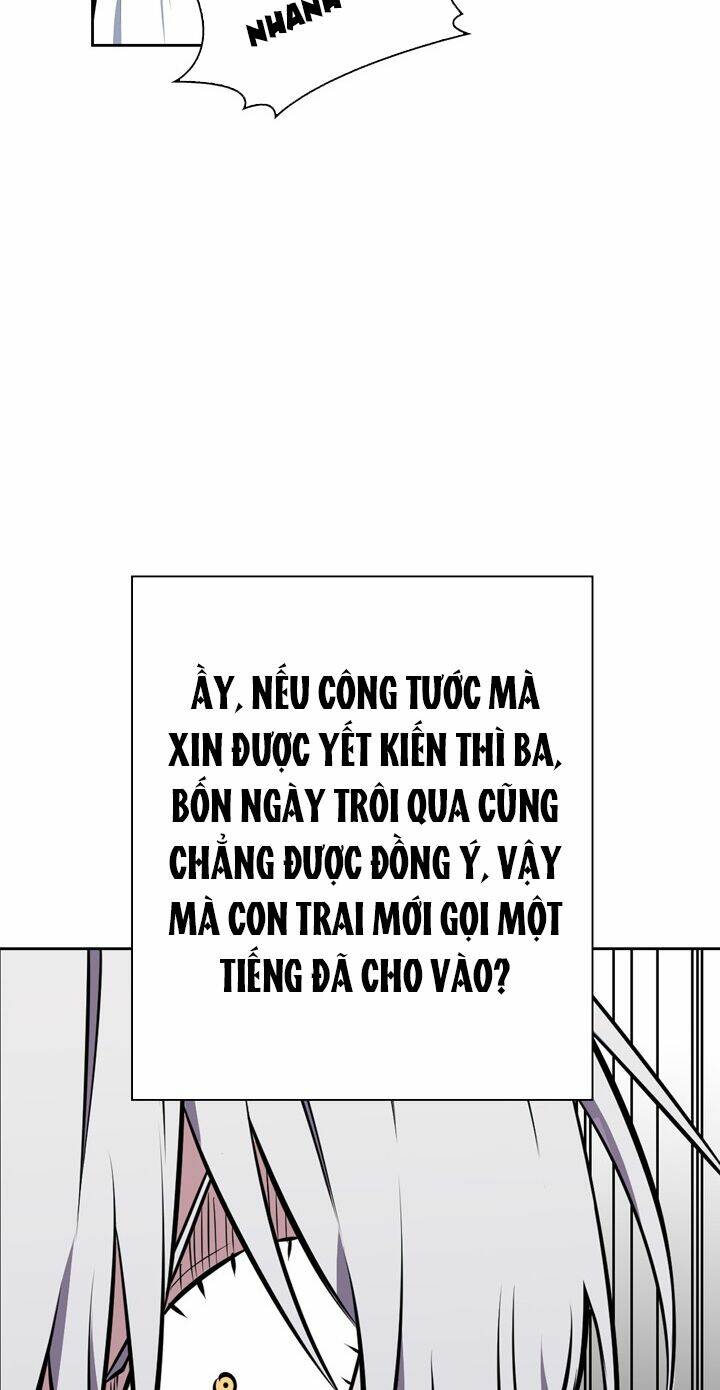 NHANH
ẦY, NẾU CÔNG TƯỚC MÀ
XIN ĐƯỢC YẾT KIẾN THÌ BA,
BỐN NGÀY TRÔI QUA CŨNG
CHẲNG ĐƯỢC ĐỒNG Ý, VẬY
MÀ CON TRAI MỚI GỌI MỘT
TIẾNG ĐÃ CHO VÀO?